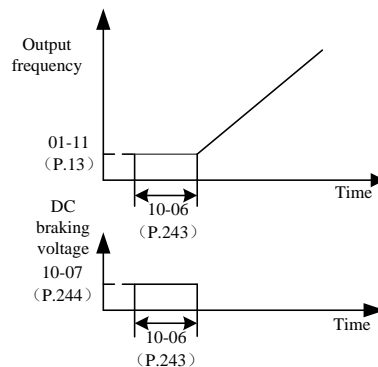 Output
frequency
01-11
（P.13）
Time
10-06
（P.243）
DC
braking
voltage
10-07
（P.244）
Time
10-06
（P.243）